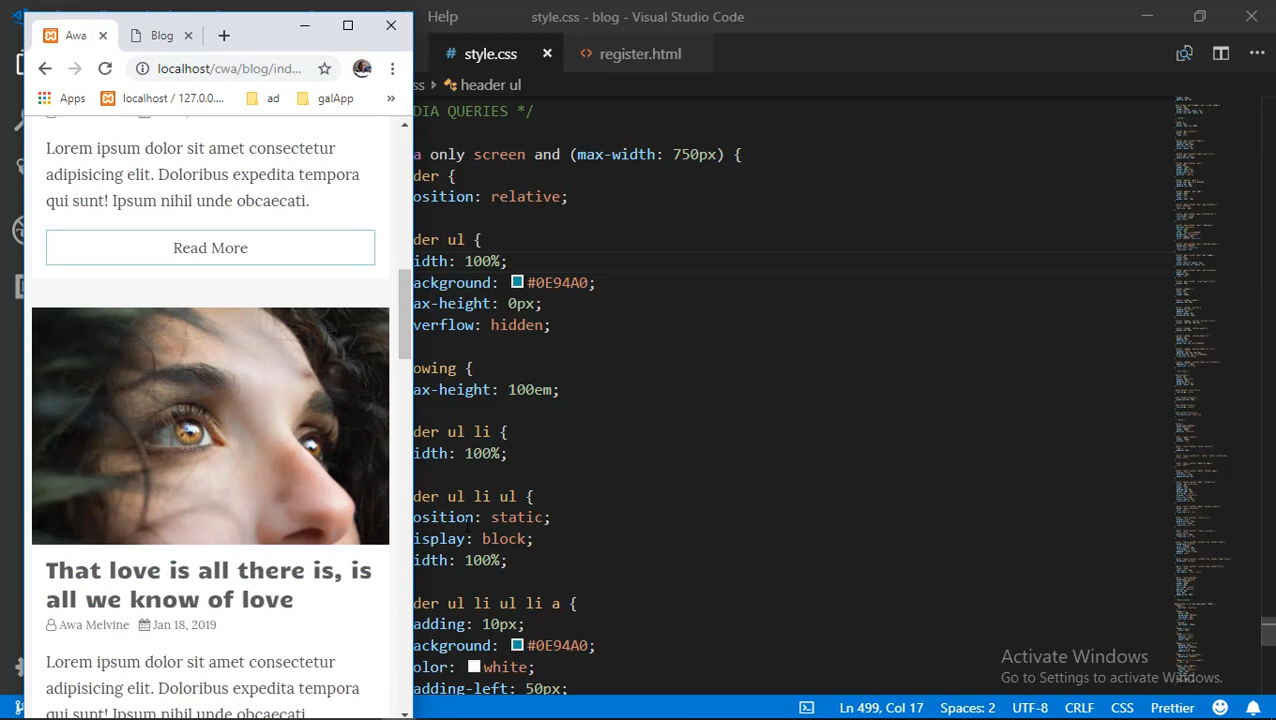 Help
style.css - blog - Visual Studio Code
Awa
Blog
# style.css
<> register.html
localhost/cwa/blog/ind...
Apps
localhost / 127.0.0....
ad
galApp
»
ss > header ul
DIA QUERIES */
a only screen and (max-width: 750px) {
der {
osition: relative;
der ul {
idth: 100%;
ackground: #0E94A0;
ax-height: 0px;
verflow: hidden;
owing {
ax-height: 100em;
der ul li {
idth: 100%;
der ul li ul {
osition: static;
isplay: block;
idth: 100%;
der ul li ul li a {
adding: 10px;
ackground: #0E94A0;
olor: white;
adding-left: 50px;
Lorem ipsum dolor sit amet consectetur
adipisicing elit. Doloribus expedita tempora
qui sunt! Ipsum nihil unde obcaecati.
Read More
That love is all there is, is
all we know of love
Awa Melvine Jan 18, 2019
Lorem ipsum dolor sit amet consectetur
adipisicing elit. Doloribus expedita tempora
qui sunt! Ipsum nihil unde obcaecati.
Activate Windows
Go to Settings to activate Windows.
Ln 499, Col 17
Spaces: 2
UTF-8
CRLF
CSS
Prettier